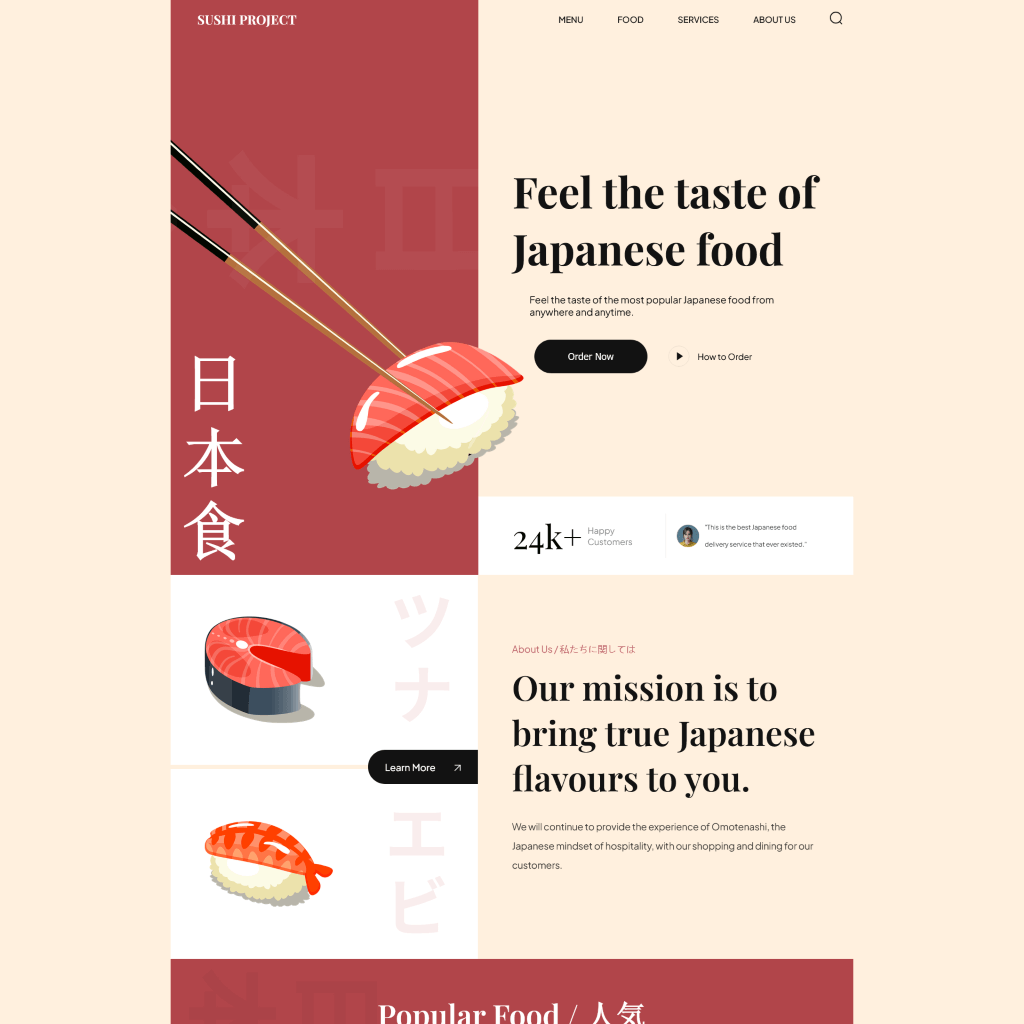 SUSHI PROJECT
MENU
FOOD
SERVICES
ABOUT US
日本
Feel the taste of
Japanese food
Feel the taste of the most popular Japanese food from
anywhere and anytime.
Order Now
How to Order
日本食
24k+
Happy
Customers
"This is the best Japanese food
delivery service that ever existed."
ツナ
Learn More
エビ
About Us / 私たちに関しては
Our mission is to
bring true Japanese
flavours to you.
We will continue to provide the experience of Omotenashi, the
Japanese mindset of hospitality, with our shopping and dining for our
customers.
日本
Popular Food / 人気